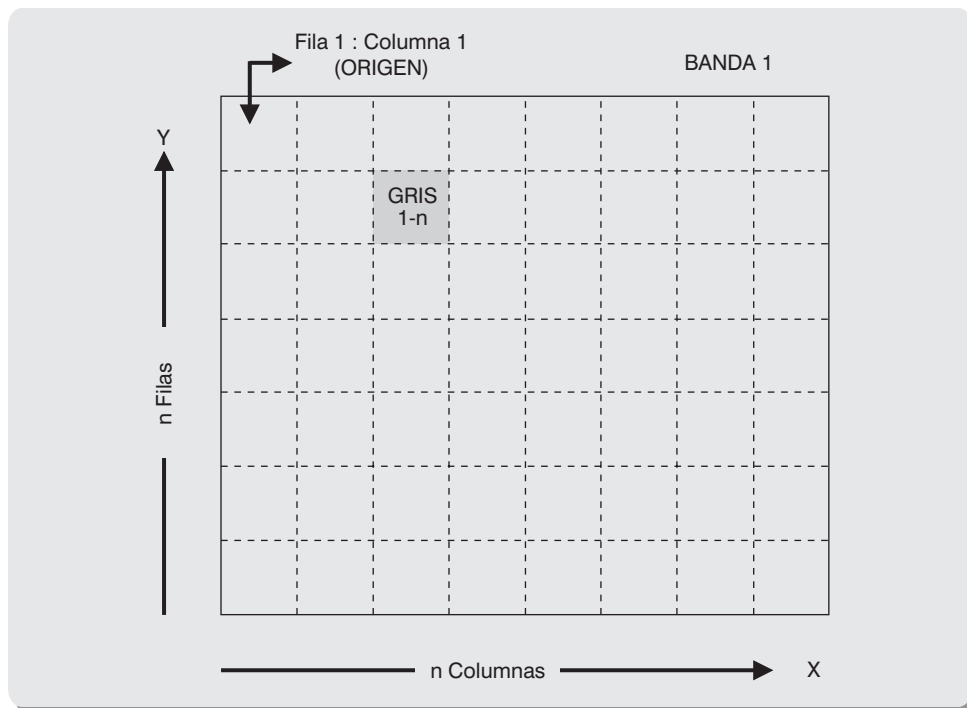 Fila 1 : Columna 1
(ORIGEN)
BANDA 1
Y
GRIS
1-n
n Filas
n Columnas
X